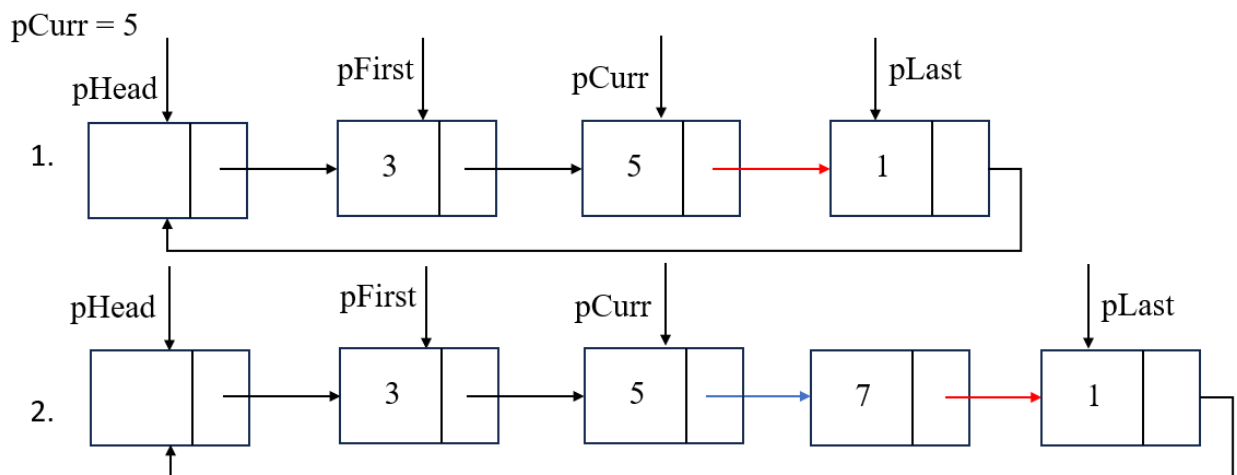 pCurr = 5
pHead
pFirst
pCurr
pLast
1.
3
5
1
pHead
pFirst
pCurr
pLast
2.
3
5
7
1